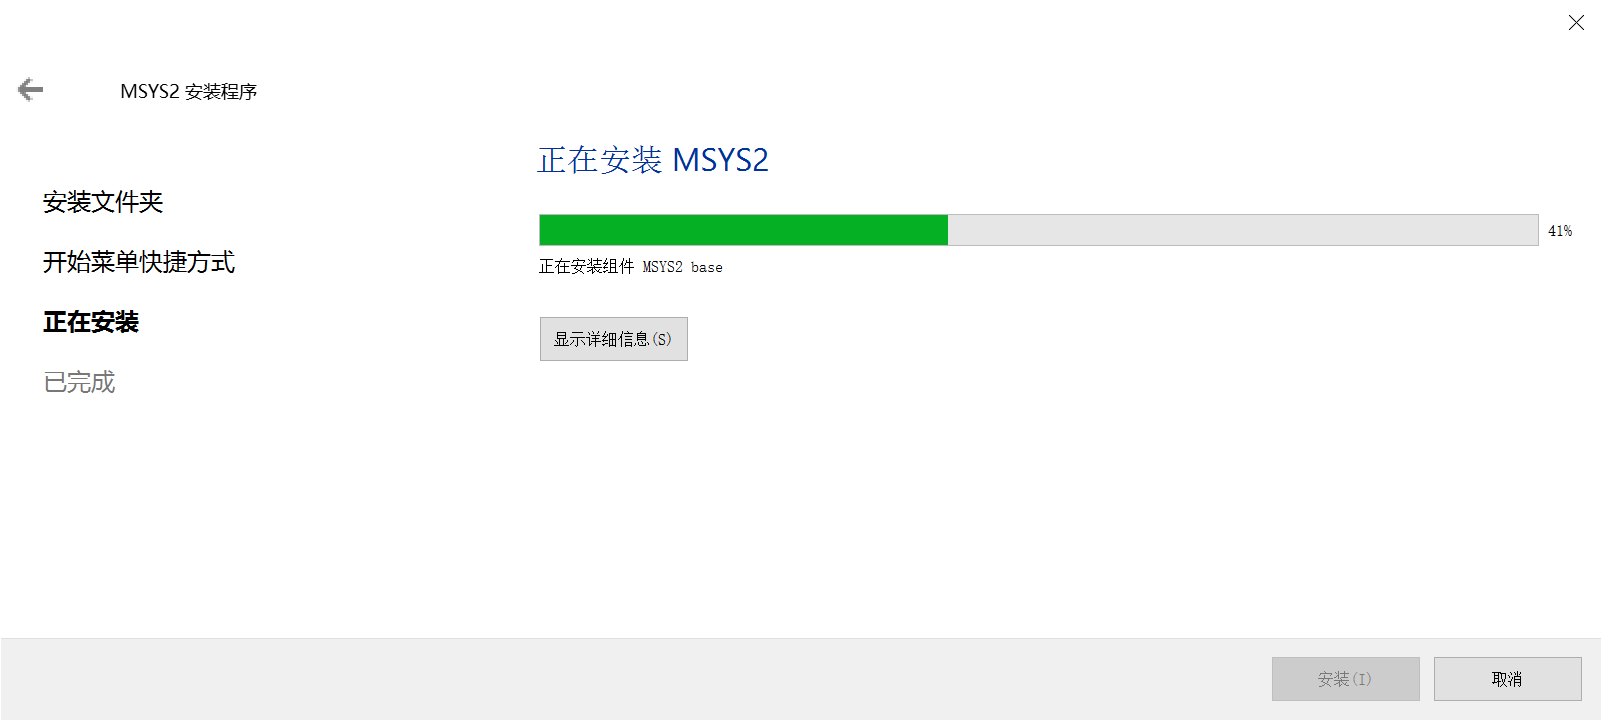 MSYS2 安装程序
安装文件夹
开始菜单快捷方式
正在安装
已完成
正在安装 MSYS2
41%
正在安装组件 MSYS2 base
显示详细信息(S)
安装(I)
取消